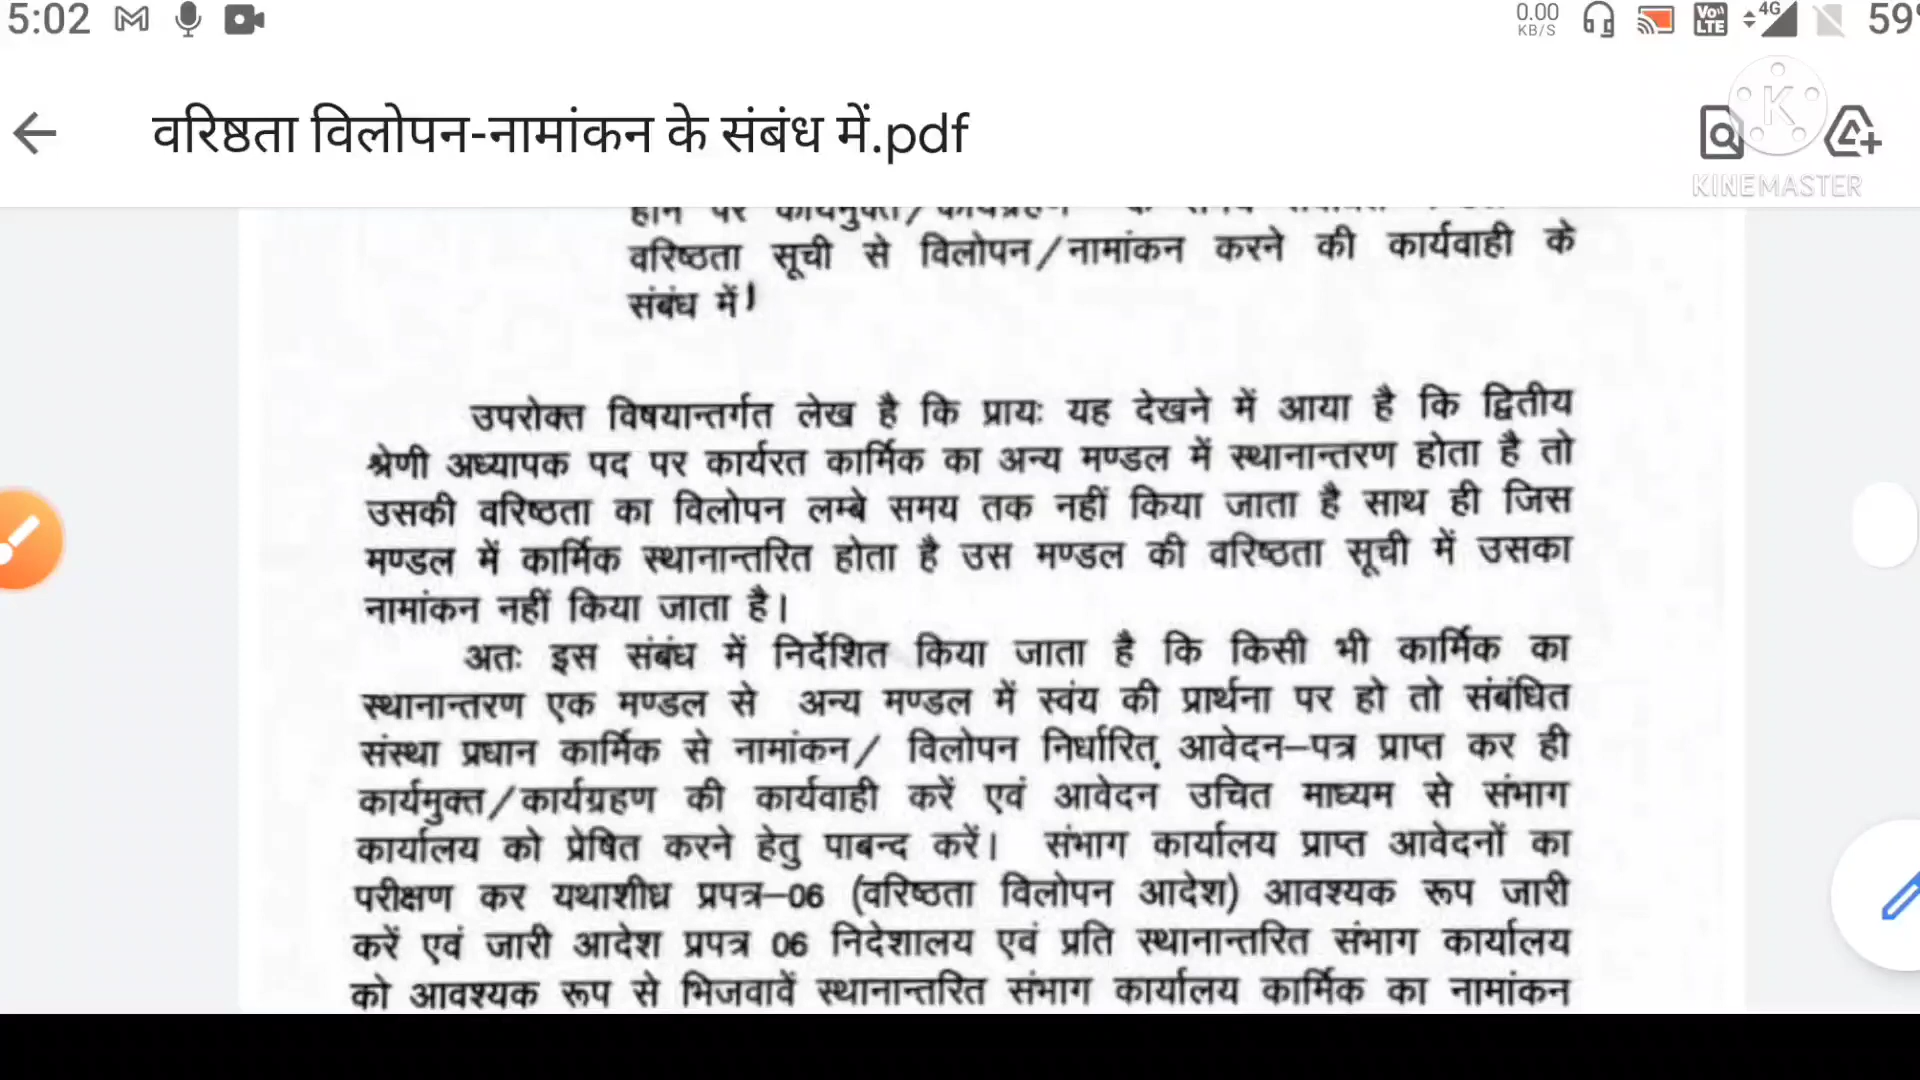 5:02
0.00 KB/S
Vo)) LTE
4G
59
वरिष्ठता विलोपन-नामांकन के संबंध में.pdf
K
KINEMASTER
वरिष्ठता सूची से विलोपन/नामांकन करने की कार्यवाही के
संबंध में।
उपरोक्त विषयान्तर्गत लेख है कि प्रायः यह देखने में आया है कि द्वितीय
श्रेणी अध्यापक पद पर कार्यरत कार्मिक का अन्य मण्डल में स्थानान्तरण होता है तो
उसकी वरिष्ठता का विलोपन लम्बे समय तक नहीं किया जाता है साथ ही जिस
मण्डल में कार्मिक स्थानान्तरित होता है उस मण्डल की वरिष्ठता सूची में उसका
नामांकन नहीं किया जाता है।
अतः इस संबंध में निर्देशित किया जाता है कि किसी भी कार्मिक का
स्थानान्तरण एक मण्डल से अन्य मण्डल में स्वंय की प्रार्थना पर हो तो संबंधित
संस्था प्रधान कार्मिक से नामांकन/ विलोपन निर्धारित आवेदन–पत्र प्राप्त कर ही
कार्यमुक्त/कार्यग्रहण की कार्यवाही करें एवं आवेदन उचित माध्यम से संभाग
कार्यालय को प्रेषित करने हेतु पाबन्द करें। संभाग कार्यालय प्राप्त आवेदनों का
परीक्षण कर यथाशीघ्र प्रपत्र–06 (वरिष्ठता विलोपन आदेश) आवश्यक रूप जारी
करें एवं जारी आदेश प्रपत्र 06 निदेशालय एवं प्रति स्थानान्तरित संभाग कार्यालय
को आवश्यक रूप से भिजवावें स्थानान्तरित संभाग कार्यालय कार्मिक का नामांकन